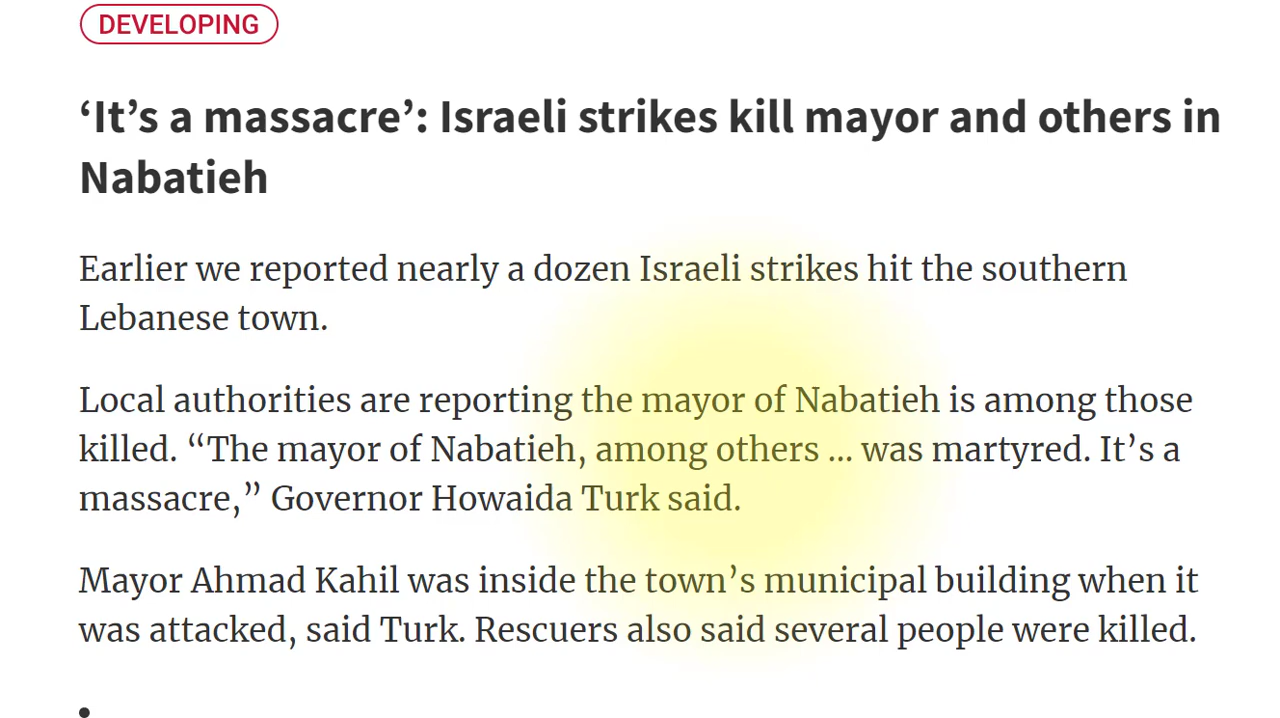 DEVELOPING
‘It’s a massacre’: Israeli strikes kill mayor and others in
Nabatieh
Earlier we reported nearly a dozen Israeli strikes hit the southern
Lebanese town.
Local authorities are reporting the mayor of Nabatieh is among those
killed. “The mayor of Nabatieh, among others ... was martyred. It’s a
massacre,” Governor Howaida Turk said.
Mayor Ahmad Kahil was inside the town’s municipal building when it
was attacked, said Turk. Rescuers also said several people were killed.